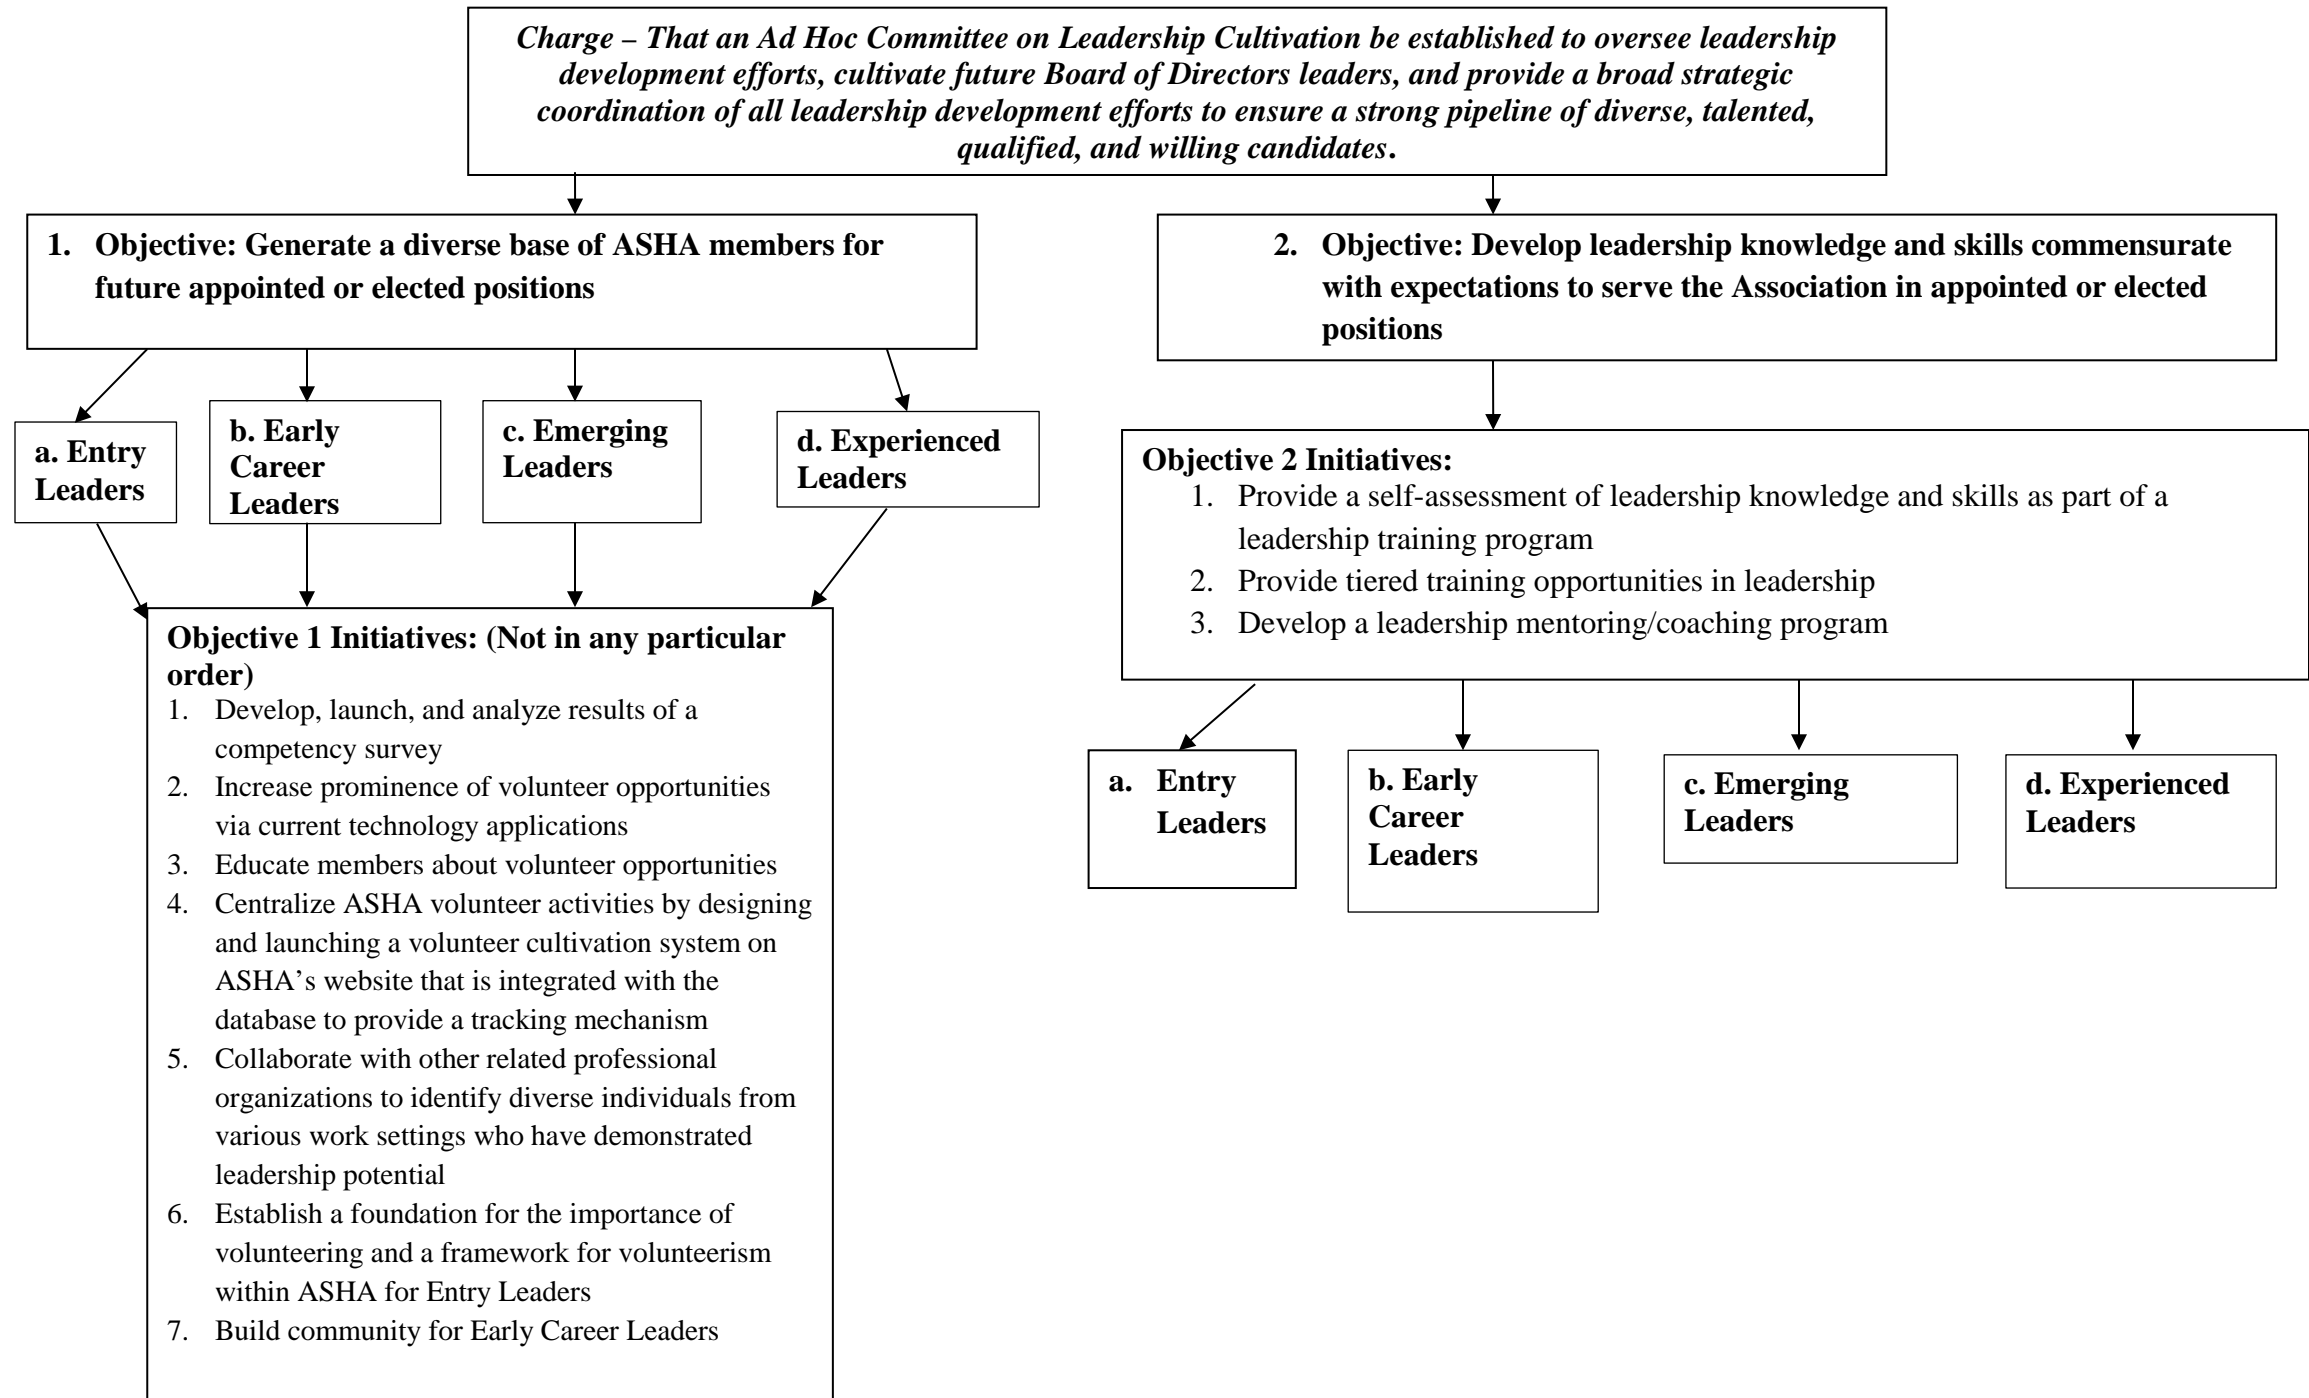 Charge – That an Ad Hoc Committee on Leadership Cultivation be established to oversee leadership
development efforts, cultivate future Board of Directors leaders, and provide a broad strategic
coordination of all leadership development efforts to ensure a strong pipeline of diverse, talented,
qualified, and willing candidates.
1. Objective: Generate a diverse base of ASHA members for
future appointed or elected positions
2. Objective: Develop leadership knowledge and skills commensurate
with expectations to serve the Association in appointed or elected
positions
a. Entry
Leaders
b. Early
Career
Leaders
c. Emerging
Leaders
d. Experienced
Leaders
Objective 1 Initiatives: (Not in any particular
order)
1. Develop, launch, and analyze results of a
competency survey
2. Increase prominence of volunteer opportunities
via current technology applications
3. Educate members about volunteer opportunities
4. Centralize ASHA volunteer activities by designing
and launching a volunteer cultivation system on
ASHA’s website that is integrated with the
database to provide a tracking mechanism
5. Collaborate with other related professional
organizations to identify diverse individuals from
various work settings who have demonstrated
leadership potential
6. Establish a foundation for the importance of
volunteering and a framework for volunteerism
within ASHA for Entry Leaders
7. Build community for Early Career Leaders
Objective 2 Initiatives:
1. Provide a self-assessment of leadership knowledge and skills as part of a
leadership training program
2. Provide tiered training opportunities in leadership
3. Develop a leadership mentoring/coaching program
a. Entry
Leaders
b. Early
Career
Leaders
c. Emerging
Leaders
d. Experienced
Leaders